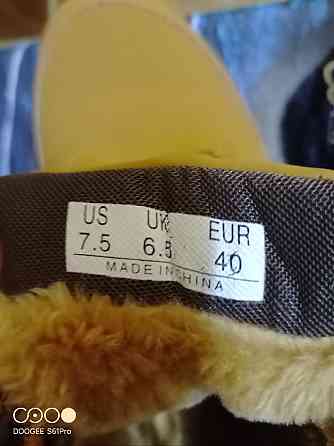 US UK EUR
7.5 6.5 40
MADE IN CHINA
DOOGEE S61Pro